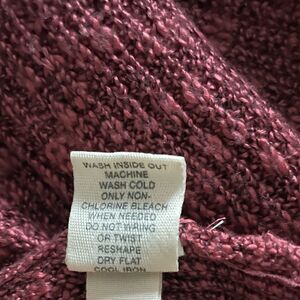 WASH INSIDE OUT
MACHINE
WASH COLD
ONLY NON-
CHLORINE BLEACH
WHEN NEEDED
DO NOT WRING
OR TWIST
RESHAPE
DRY FLAT
COOL IRON